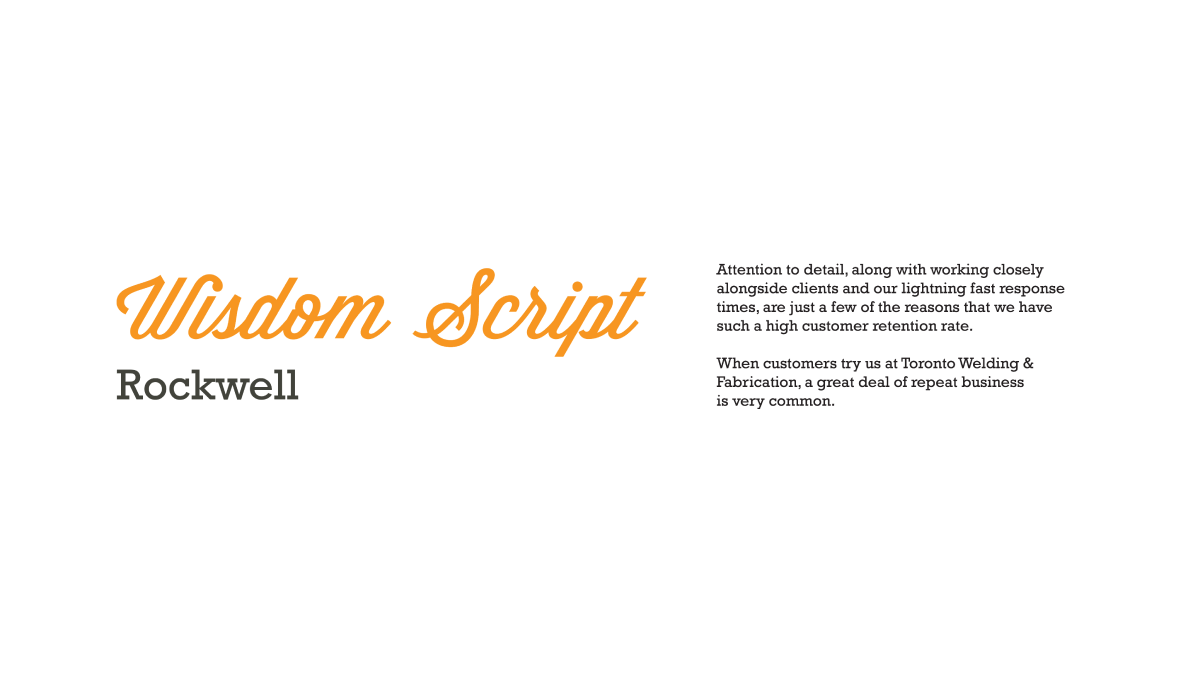 Wisdom Script
Rockwell
Attention to detail, along with working closely
alongside clients and our lightning fast response
times, are just a few of the reasons that we have
such a high customer retention rate.
When customers try us at Toronto Welding &
Fabrication, a great deal of repeat business
is very common.